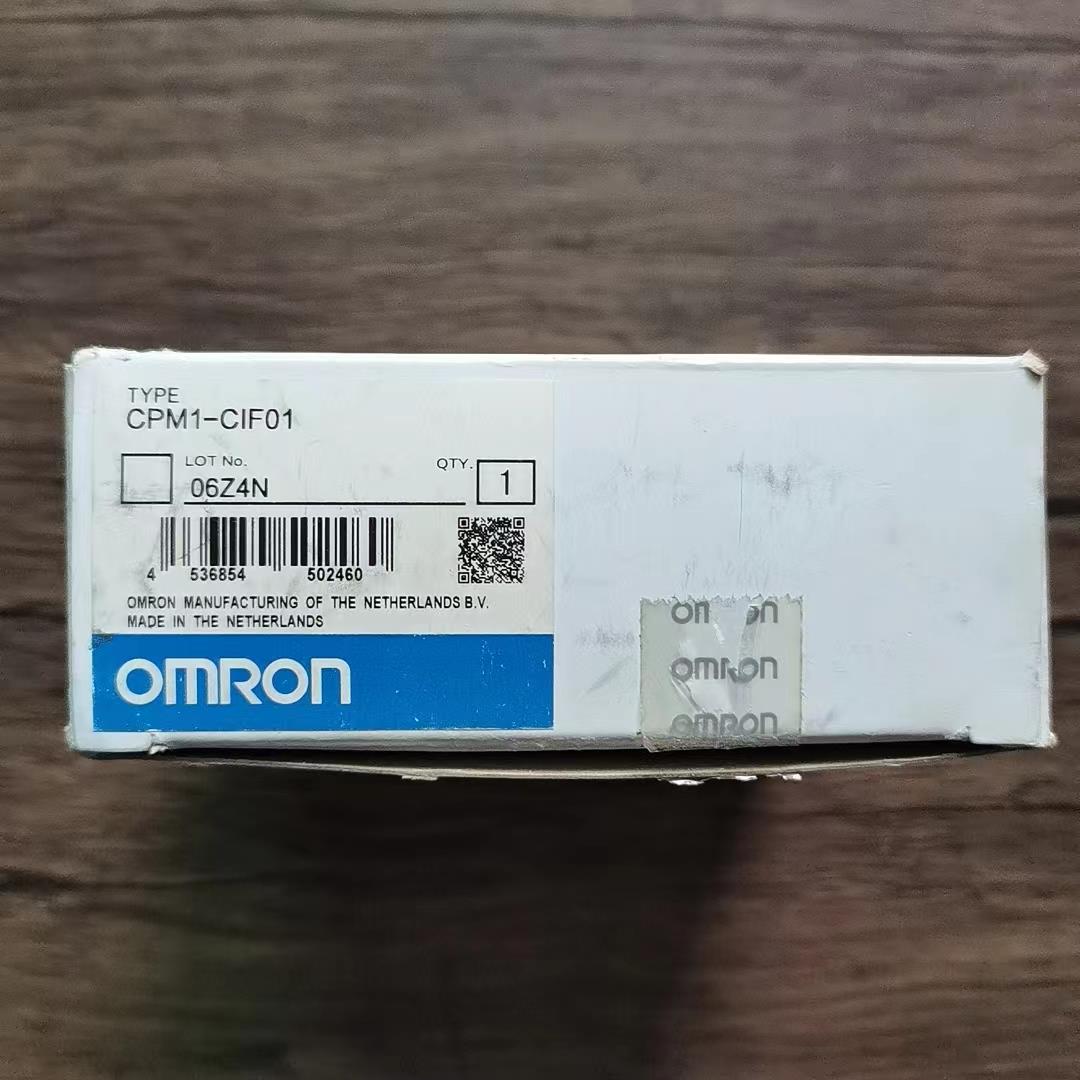 TYPE
CPM1-CIF01
LOT No.
06Z4N
QTY.
1
4 536854 502460
OMRON MANUFACTURING OF THE NETHERLANDS B.V.
MADE IN THE NETHERLANDS
OMRON
OMRON
OMRON